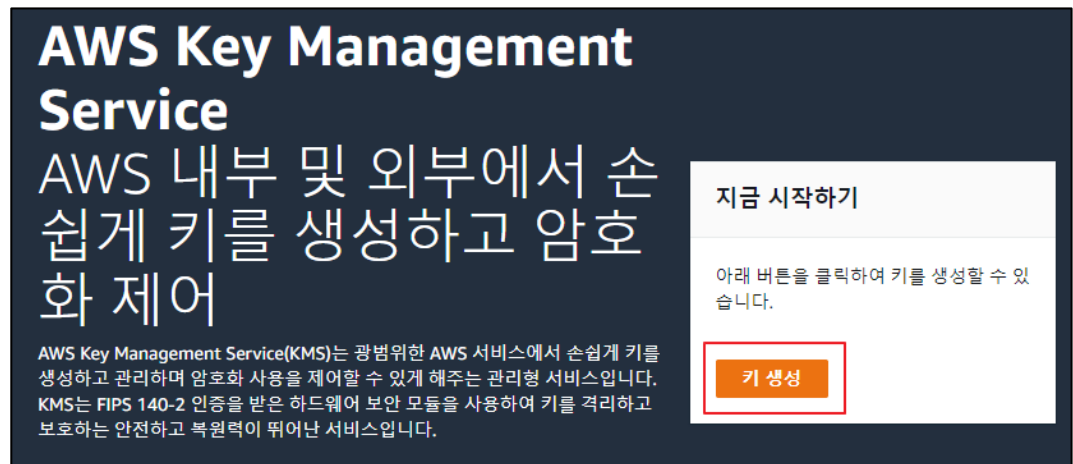 AWS Key Management
Service
AWS 내부 및 외부에서 손
쉽게 키를 생성하고 암호
화 제어
AWS Key Management Service(KMS)는 광범위한 AWS 서비스에서 손쉽게 키를
생성하고 관리하며 암호화 사용을 제어할 수 있게 해주는 관리형 서비스입니다.
KMS는 FIPS 140-2 인증을 받은 하드웨어 보안 모듈을 사용하여 키를 격리하고
보호하는 안전하고 복원력이 뛰어난 서비스입니다.
지금 시작하기
아래 버튼을 클릭하여 키를 생성할 수 있
습니다.
키 생성